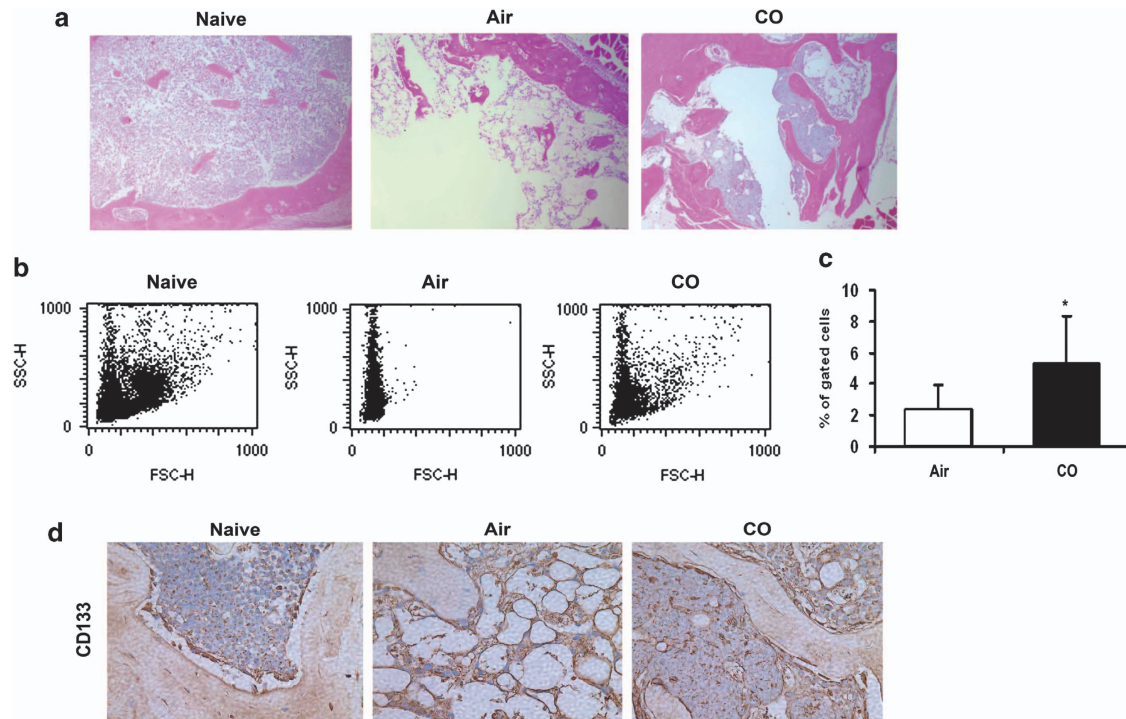 a
Naive Air CO
b
Naive Air CO
1000 1000 1000
SSC-H SSC-H SSC-H
0 0 0
0 1000 0 1000 0 1000
FSC-H FSC-H FSC-H
c
10
8
6
4
2
0
% of gated cells
*
Air CO
d
Naive Air CO
CD133